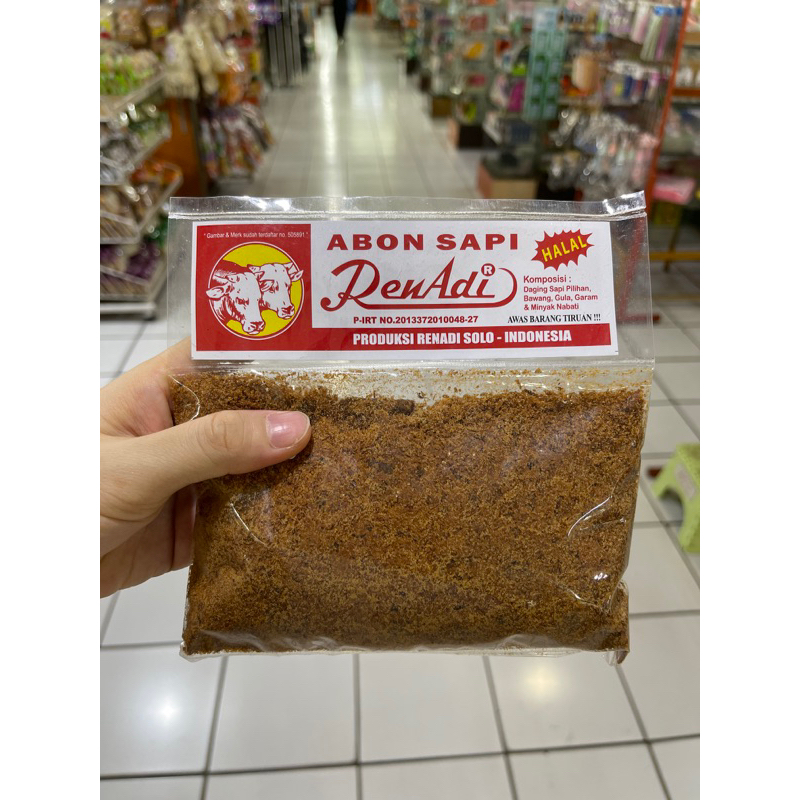 " Gambar & Merk sudah terdaftar no. 505891 "
ABON SAPI
HALAL
RenAdi®
Komposisi :
Daging Sapi Pilihan,
Bawang, Gula, Garam
& Minyak Nabati
P-IRT NO.2013372010048-27
AWAS BARANG TIRUAN !!!
PRODUKSI RENADI SOLO - INDONESIA